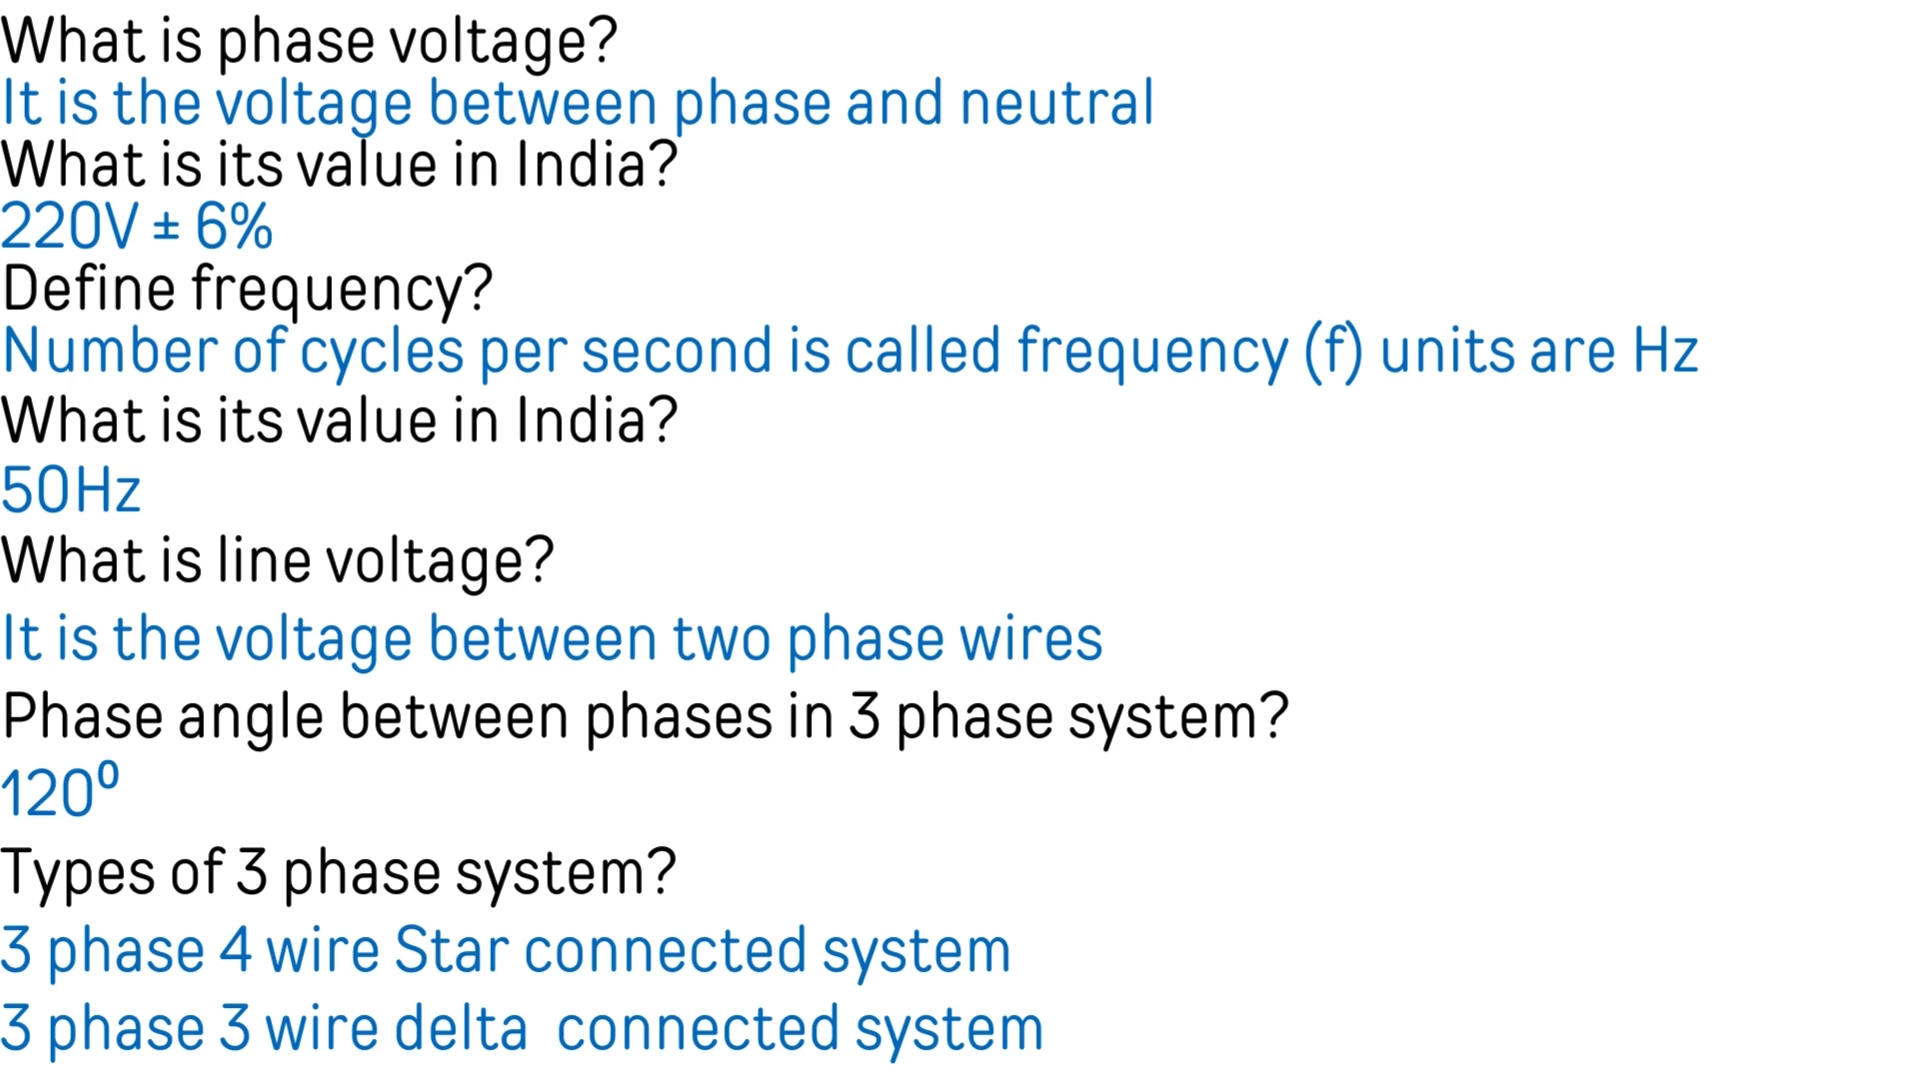 What is phase voltage?
It is the voltage between phase and neutral
What is its value in India?
220V ± 6%
Define frequency?
Number of cycles per second is called frequency (f) units are Hz
What is its value in India?
50Hz
What is line voltage?
It is the voltage between two phase wires
Phase angle between phases in 3 phase system?
120⁰
Types of 3 phase system?
3 phase 4 wire Star connected system
3 phase 3 wire delta  connected system